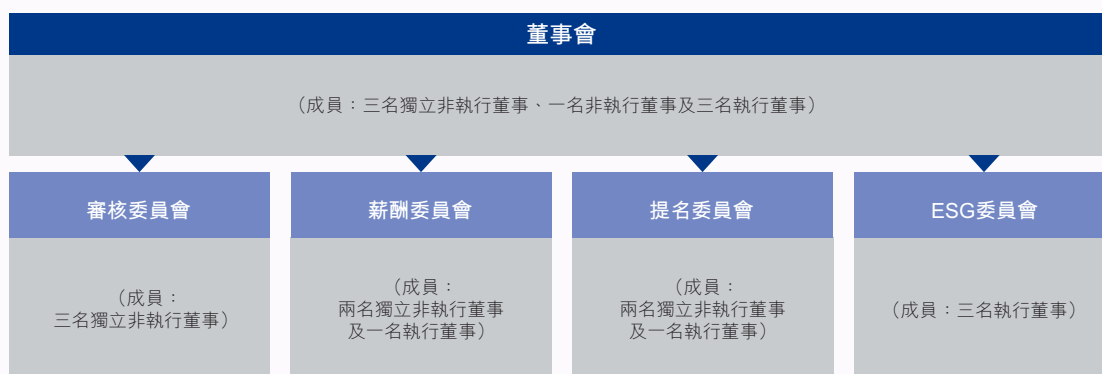 董事會
（成員：三名獨立非執行董事、一名非執行董事及三名執行董事）
審核委員會
（成員：
三名獨立非執行董事）
薪酬委員會
（成員：
兩名獨立非執行董事
及一名執行董事）
提名委員會
（成員：
兩名獨立非執行董事
及一名執行董事）
ESG委員會
（成員：三名執行董事）